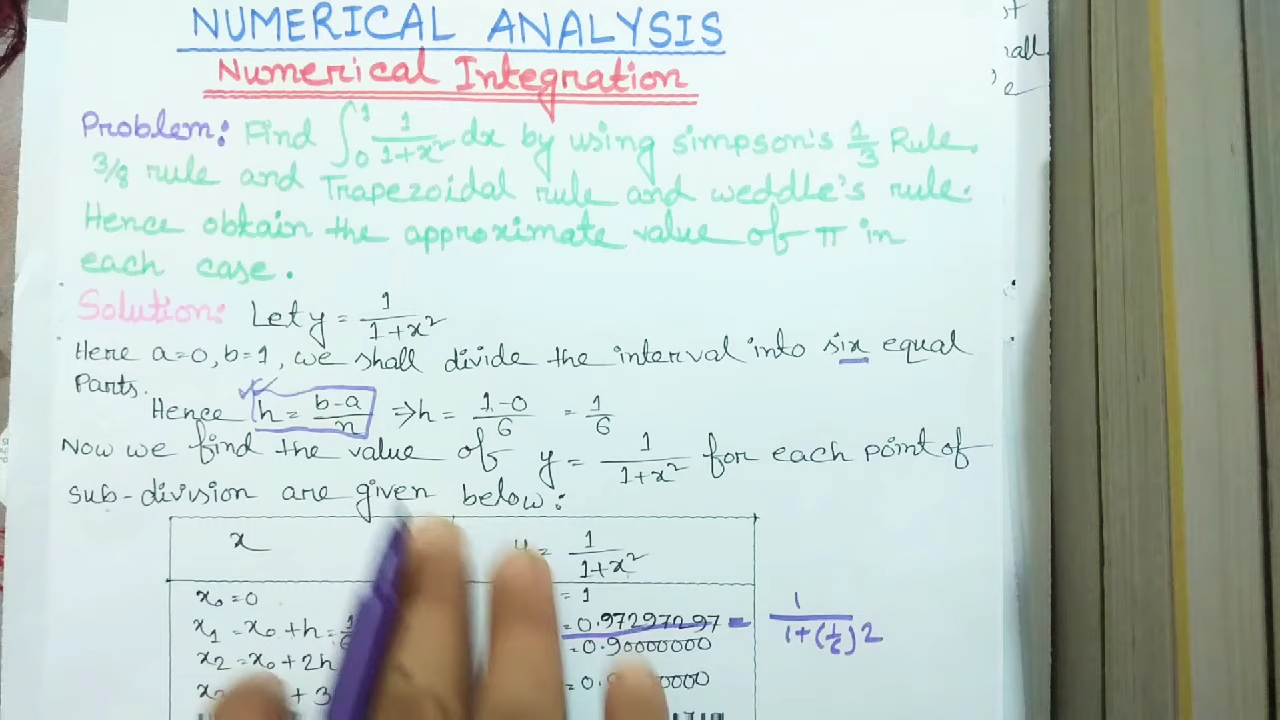 NUMERICAL ANALYSIS
Numerical Integration
Problem: Find ∫₀¹ 1/(1+x²) dx by using simpson's 1/3 Rule,
3/8 rule and Trapezoidal rule and weddle's rule.
Hence obtain the approximate value of π in
each case.
Solution: Let y = 1/(1+x²)
Here a=0, b=1, we shall divide the interval into six equal
Parts.
Hence h = (b-a)/n ⇒ h = (1-0)/6 = 1/6
Now we find the value of y = 1/(1+x²) for each point of
sub-division are given below:
x = 1/(1+x²)
x₀ = 0 = 1
x₁ = x₀ + h = = 0.97297297 = 1/(1+(1/6)2
x₂ = x₀ + 2h = 0.90000000
+ 3